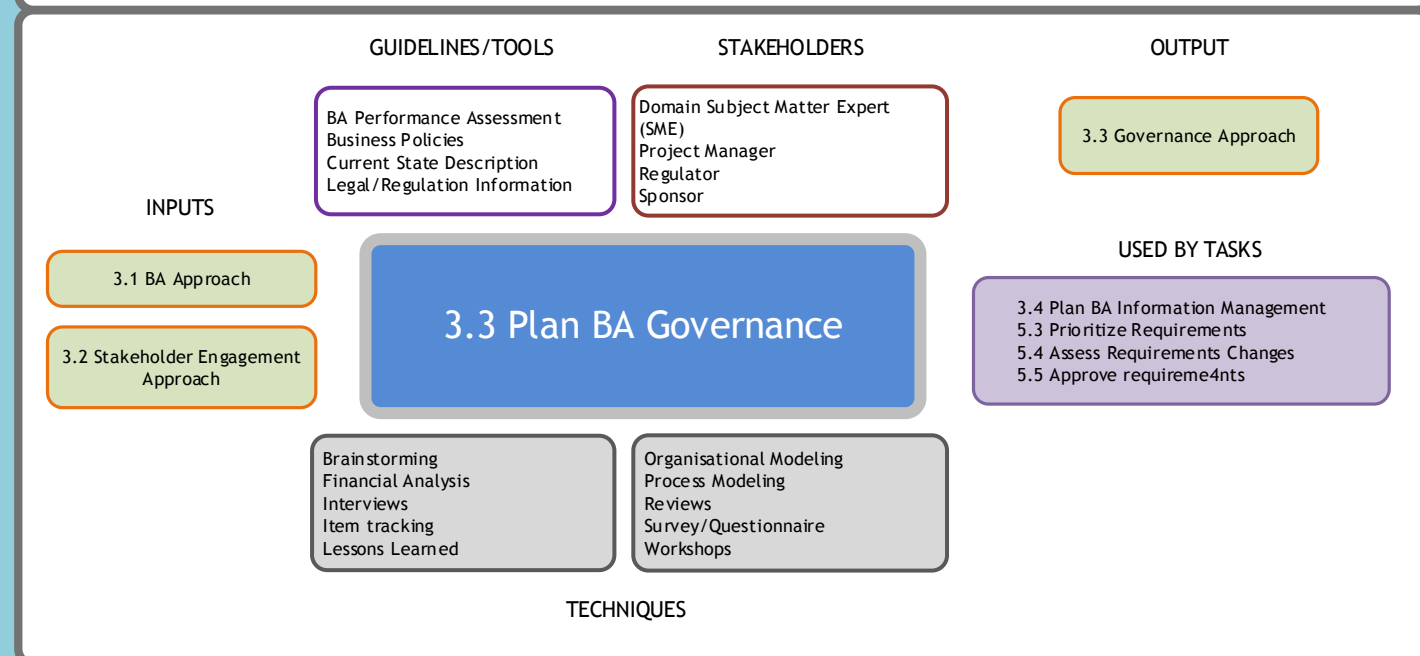 GUIDELINES/TOOLS
STAKEHOLDERS
OUTPUT
BA Performance Assessment
Business Policies
Current State Description
Legal/Regulation Information
Domain Subject Matter Expert
(SME)
Project Manager
Regulator
Sponsor
3.3 Governance Approach
INPUTS
3.1 BA Approach
3.2 Stakeholder Engagement
Approach
3.3 Plan BA Governance
USED BY TASKS
3.4 Plan BA Information Management
5.3 Prioritize Requirements
5.4 Assess Requirements Changes
5.5 Approve requireme4nts
Brainstorming
Financial Analysis
Interviews
Item tracking
Lessons Learned
Organisational Modeling
Process Modeling
Reviews
Survey/Questionnaire
Workshops
TECHNIQUES